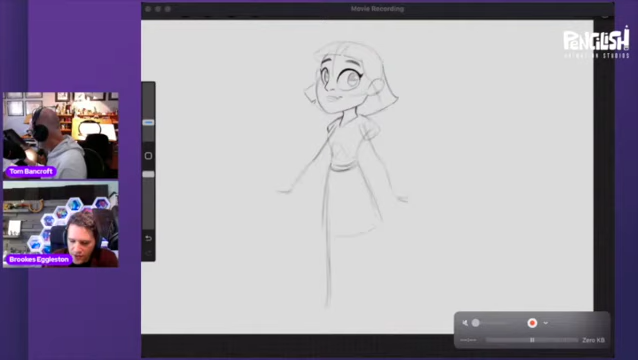 Movie Recording
PENCILISH
ANIMATION STUDIOS
Tom Bancroft
Brookes Eggleston
Zero KB